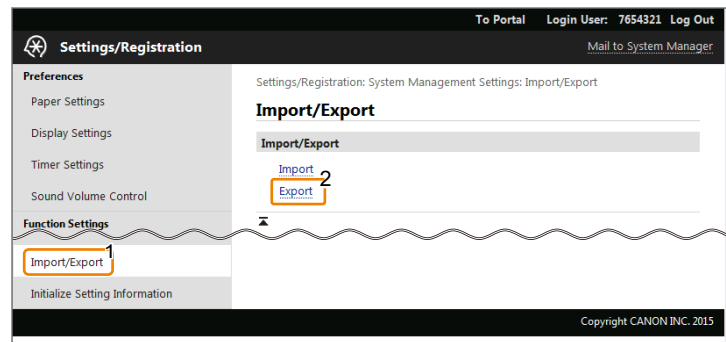 To Portal Login User: 7654321 Log Out
Settings/Registration
Mail to System Manager
Preferences
Paper Settings
Display Settings
Timer Settings
Sound Volume Control
Function Settings
Import/Export
1
Initialize Setting Information
Settings/Registration: System Management Settings: Import/Export
Import/Export
Import/Export
Import
2
Export
Copyright CANON INC. 2015